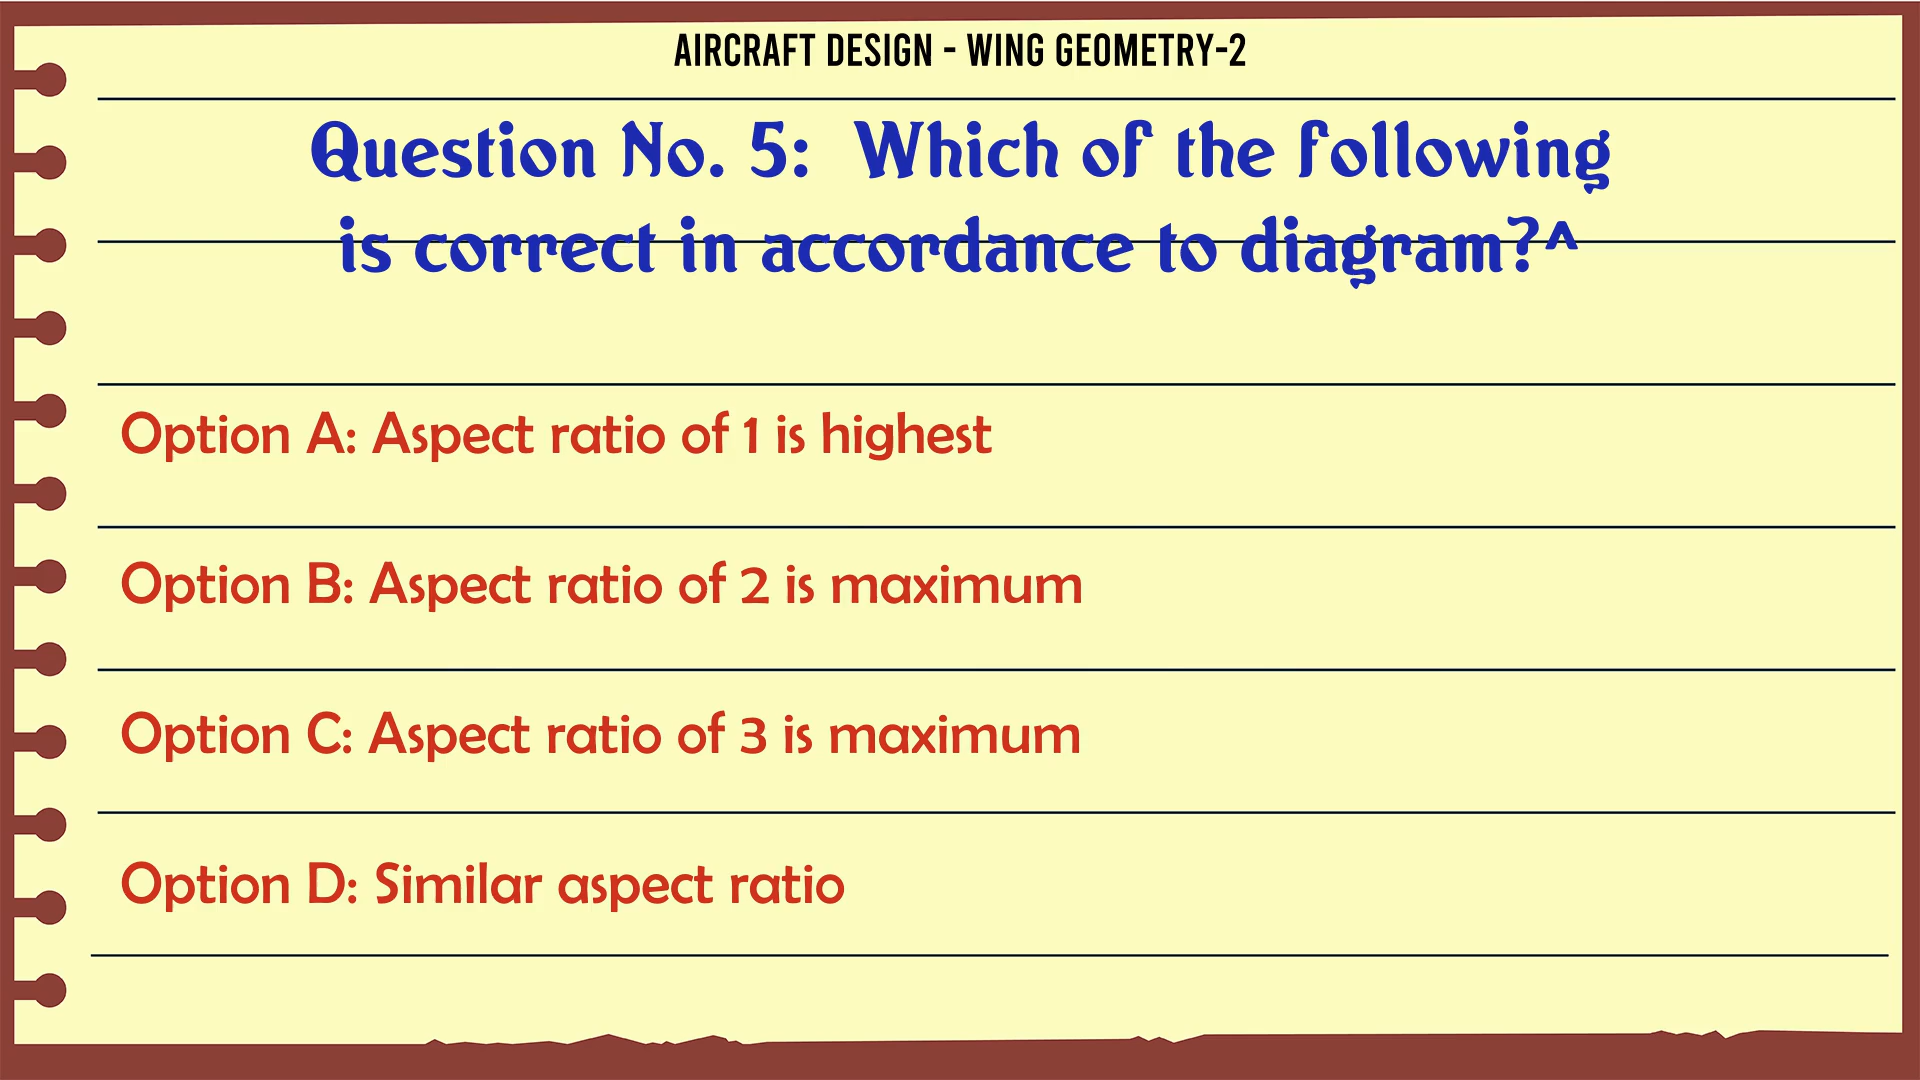 AIRCRAFT DESIGN - WING GEOMETRY-2
Question No. 5: Which of the following
is correct in accordance to diagram?^
Option A: Aspect ratio of 1 is highest
Option B: Aspect ratio of 2 is maximum
Option C: Aspect ratio of 3 is maximum
Option D: Similar aspect ratio